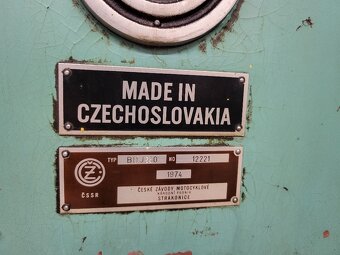 MADE IN
CZECHOSLOVAKIA
ČZ
TYP
NO 12221
1974
ČSSR
ČESKÉ ZÁVODY MOTOCYKLOVÉ
NÁRODNÍ PODNIK
STRAKONICE